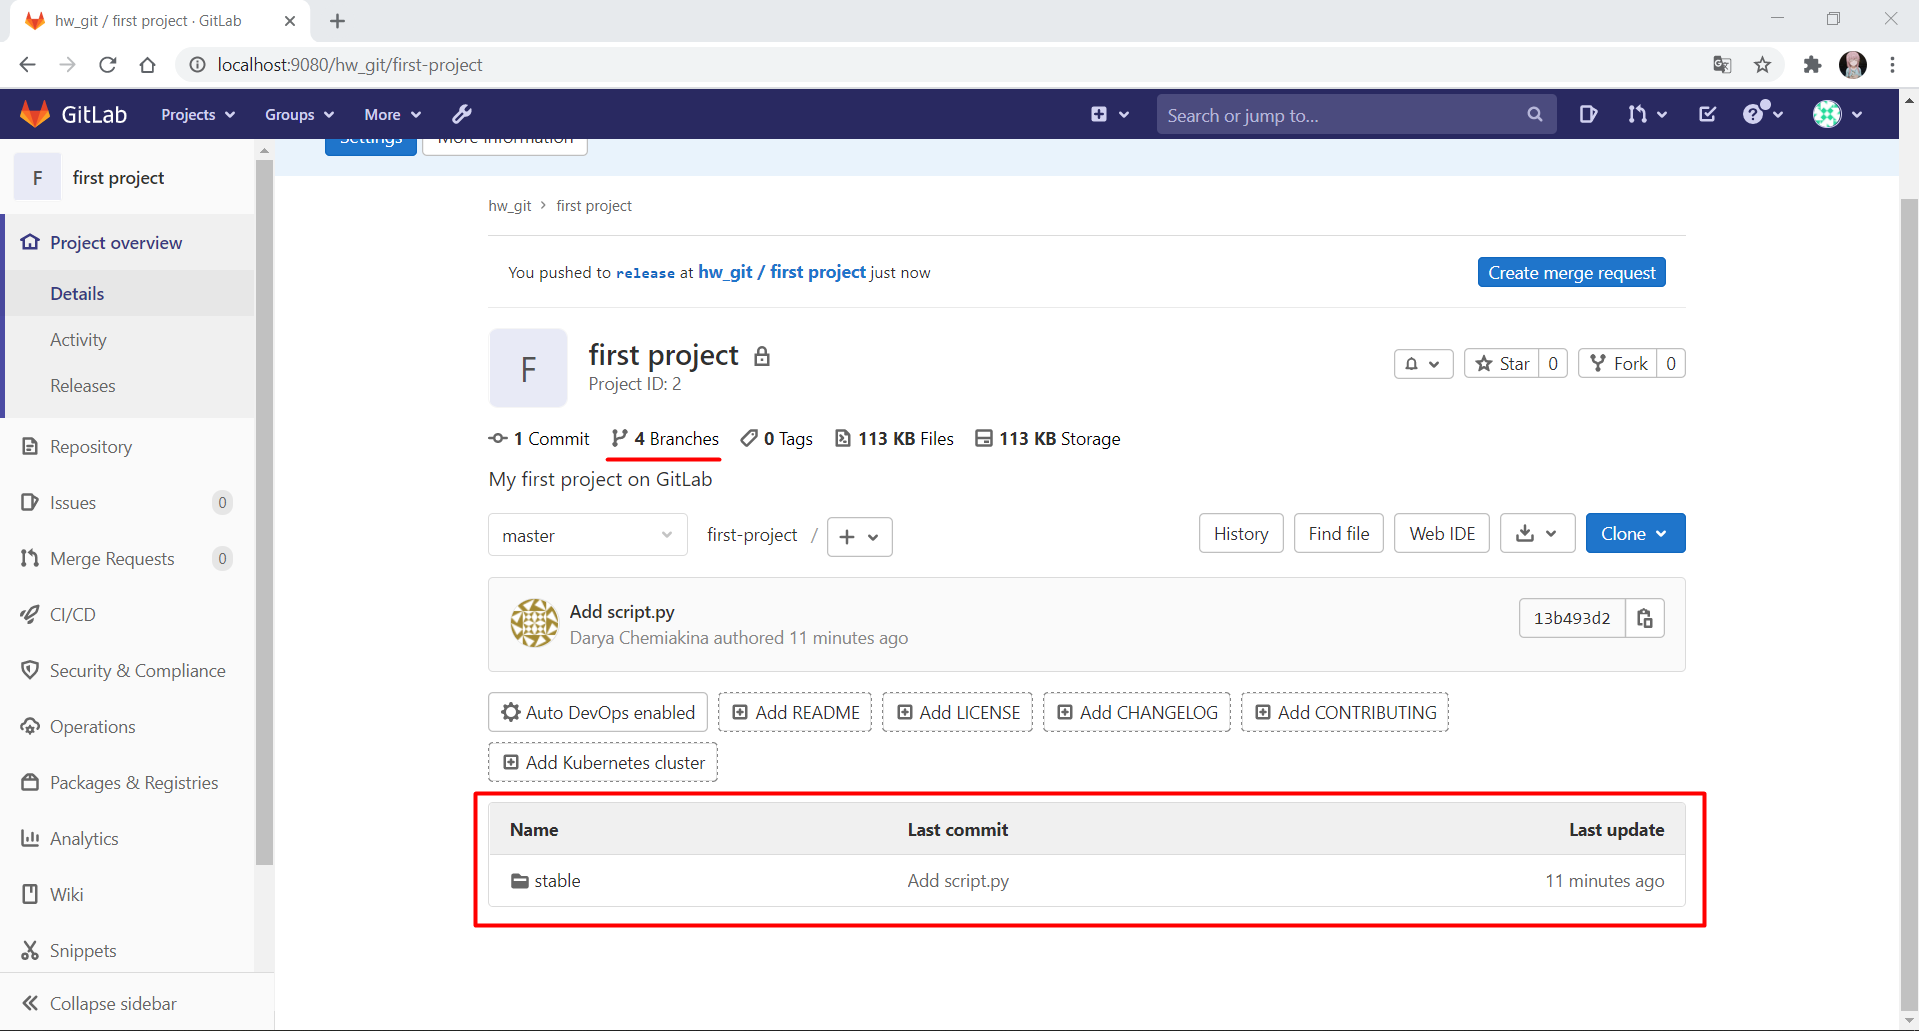 hw_git / first project · GitLab
localhost:9080/hw_git/first-project
GitLab Projects Groups More Search or jump to...
Settings More information
F first project
Project overview
Details
Activity
Releases
Repository
Issues 0
Merge Requests 0
CI/CD
Security & Compliance
Operations
Packages & Registries
Analytics
Wiki
Snippets
Collapse sidebar
hw_git › first project
You pushed to release at hw_git / first project just now
Create merge request
F
first project
Project ID: 2
Star 0 Fork 0
1 Commit 4 Branches 0 Tags 113 KB Files 113 KB Storage
My first project on GitLab
master first-project / +
History Find file Web IDE Clone
Add script.py
Darya Chemiakina authored 11 minutes ago
13b493d2
Auto DevOps enabled Add README Add LICENSE Add CHANGELOG Add CONTRIBUTING
Add Kubernetes cluster
Name Last commit Last update
stable Add script.py 11 minutes ago